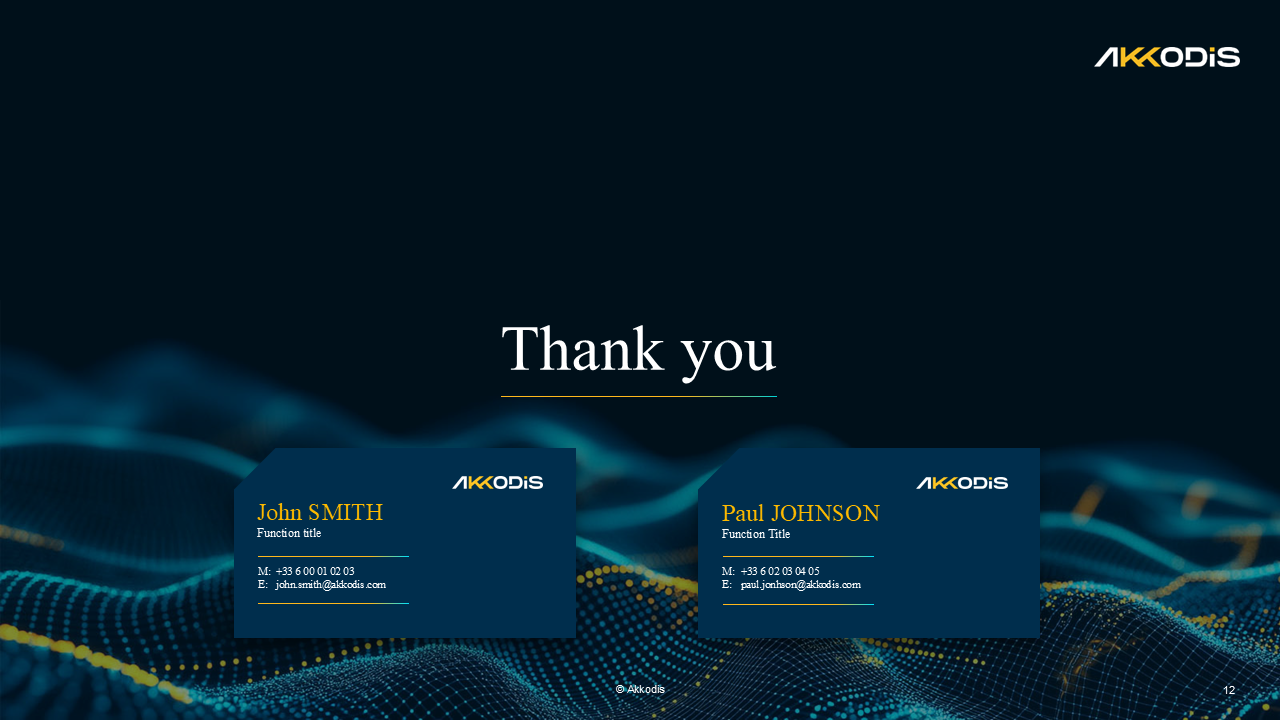 AKKODIS
Thank you
AKKODIS
John SMITH
Function title
M: +33 6 00 01 02 03
E: john.smith@akkodis.com
AKKODIS
Paul JOHNSON
Function Title
M: +33 6 02 03 04 05
E: paul.jonhson@akkodis.com
© Akkodis
12